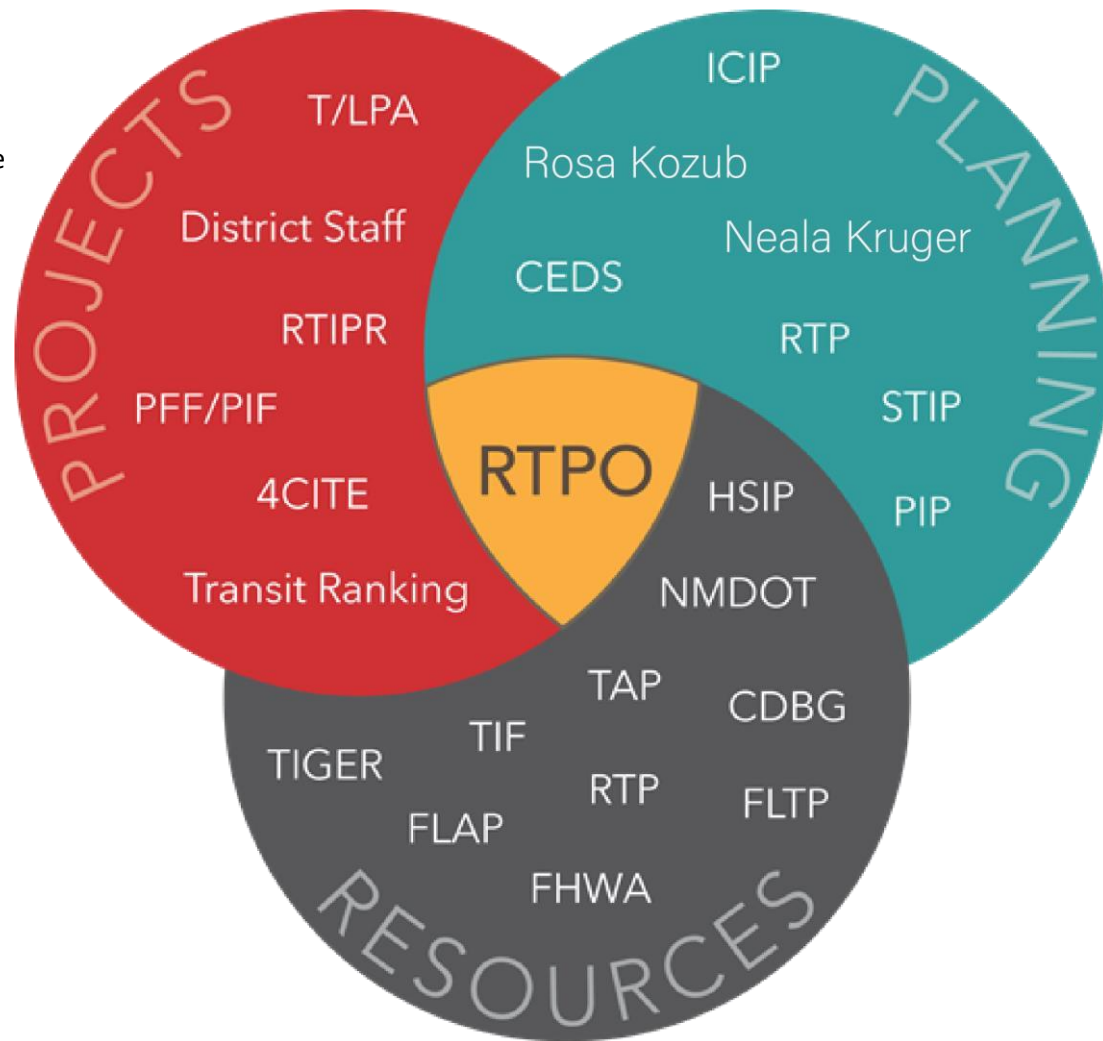 e
PROJECTS
T/LPA
District Staff
RTIPR
PFF/PIF
4CITE
Transit Ranking
PLANNING
ICIP
Rosa Kozub
Neala Kruger
CEDS
RTP
STIP
PIP
RTPO
HSIP
NMDOT
TAP
CDBG
TIF
TIGER
RTP
FLTP
FLAP
FHWA
RESOURCES